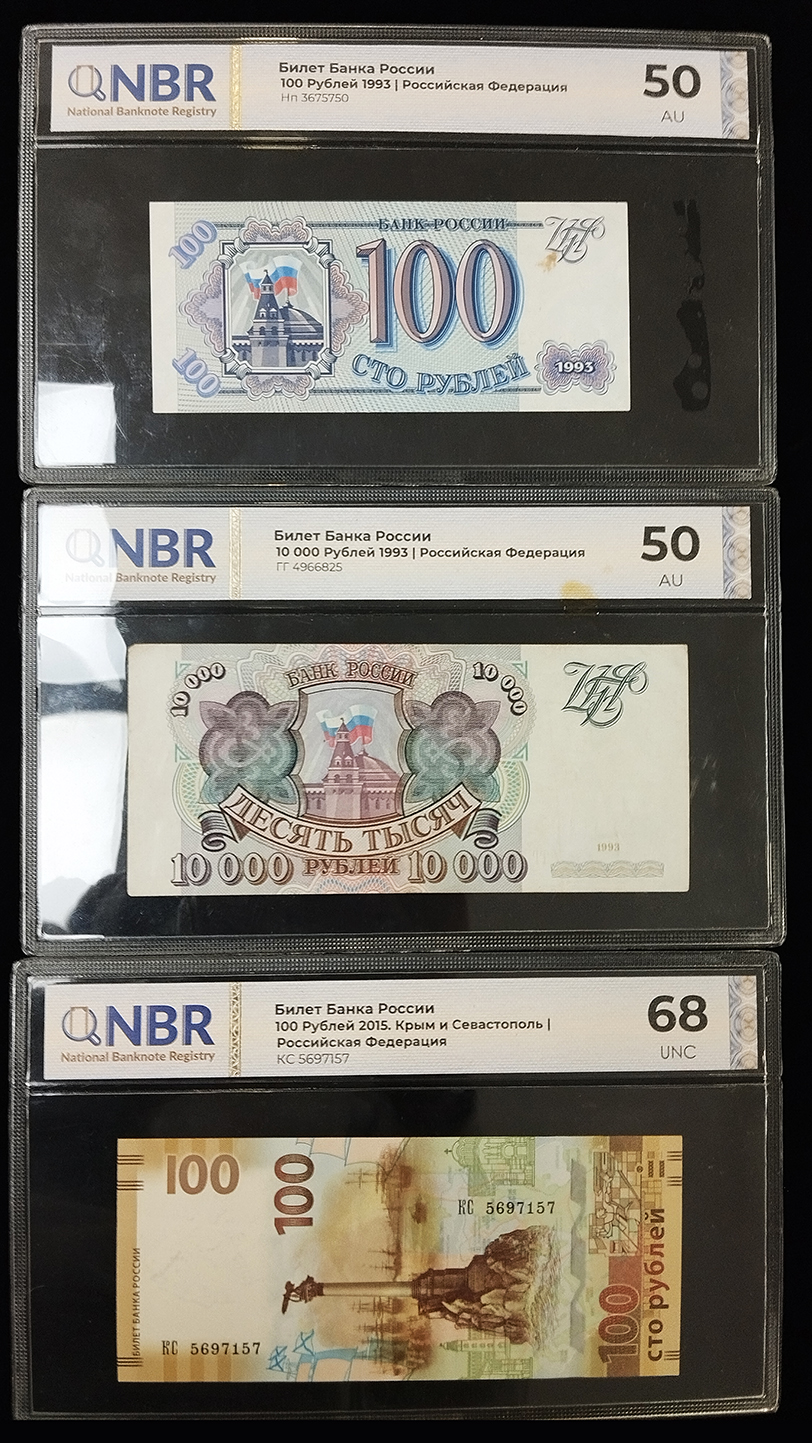 NBR
National Banknote Registry
Билет Банка России
100 Рублей 1993 | Российская Федерация
Нп 3675750
50
AU
100
БАНК РОССИИ
100
100
СТО РУБЛЕЙ
1993
NBR
National Banknote Registry
Билет Банка России
10 000 Рублей 1993 | Российская Федерация
ГГ 4966825
50
AU
10 000
БАНК РОССИИ
10 000
ДЕСЯТЬ ТЫСЯЧ
1993
10 000 РУБЛЕЙ 10 000
NBR
National Banknote Registry
Билет Банка России
100 Рублей 2015. Крым и Севастополь |
Российская Федерация
КС 5697157
68
UNC
100
100
КС 5697157
БИЛЕТ БАНКА РОССИИ
КС 5697157
100
сто рублей